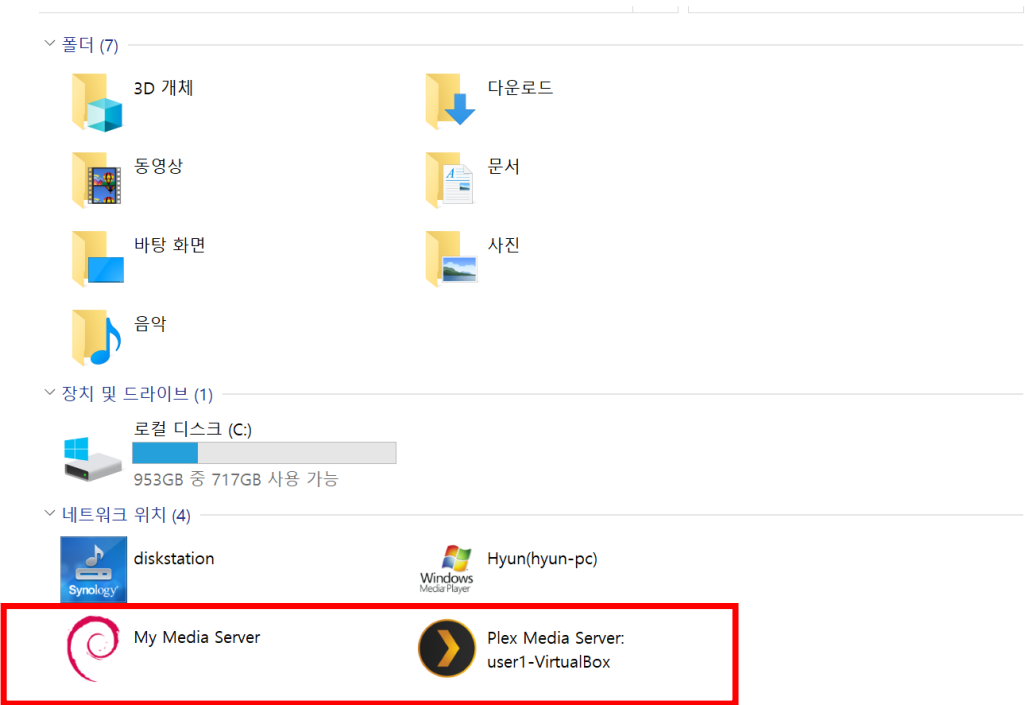 폴더 (7)
3D 개체
다운로드
동영상
문서
바탕 화면
사진
음악
장치 및 드라이브 (1)
로컬 디스크 (C:)
953GB 중 717GB 사용 가능
네트워크 위치 (4)
Synology
diskstation
Windows
Media Player
Hyun(hyun-pc)
My Media Server
Plex Media Server:
user1-VirtualBox